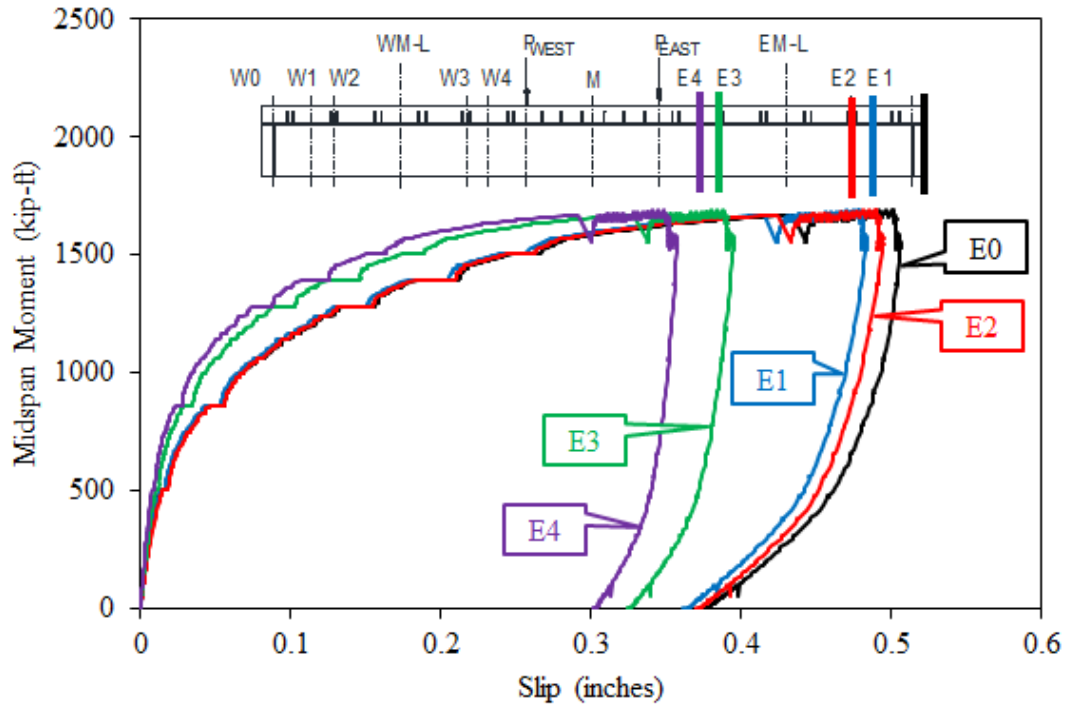 2500
2000
1500
1000
500
0
Midspan Moment (kip-ft)
WM-L PWEST PEAST EM-L
W0 W1 W2 W3 W4 M E4 E3 E2 E1
E0
E2
E1
E3
E4
0 0.1 0.2 0.3 0.4 0.5 0.6
Slip (inches)